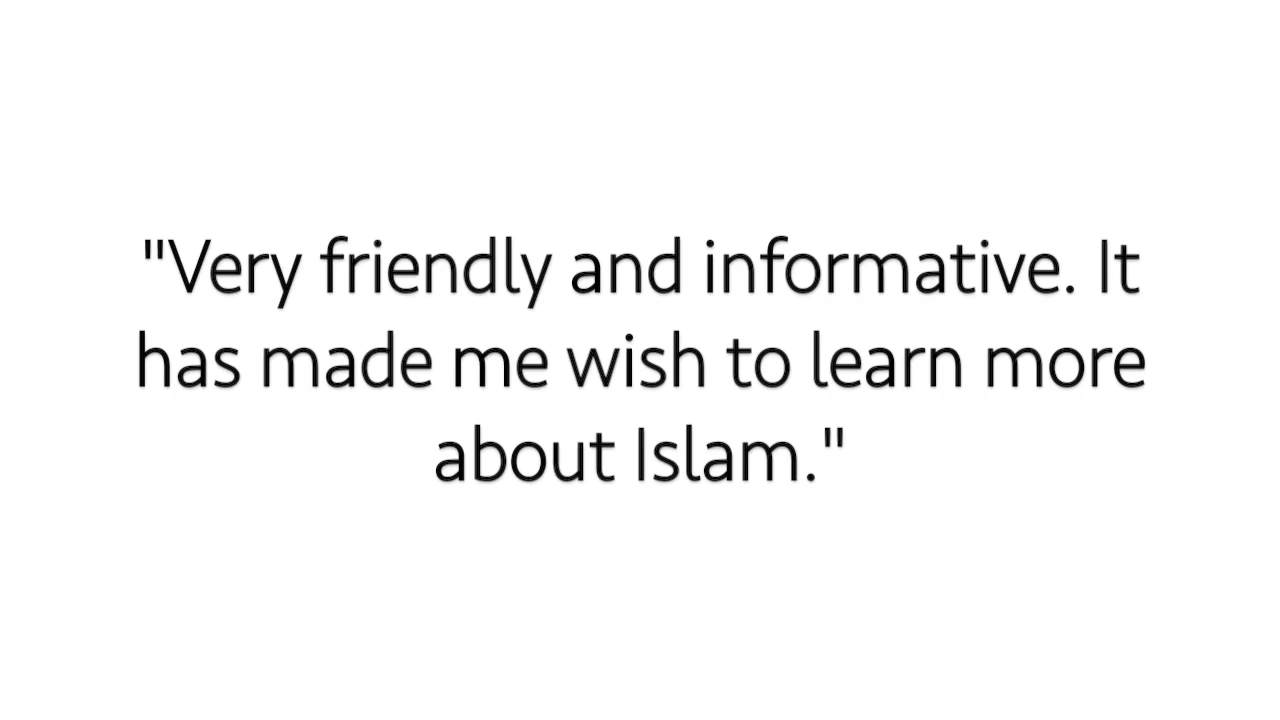 "Very friendly and informative. It
has made me wish to learn more
about Islam."